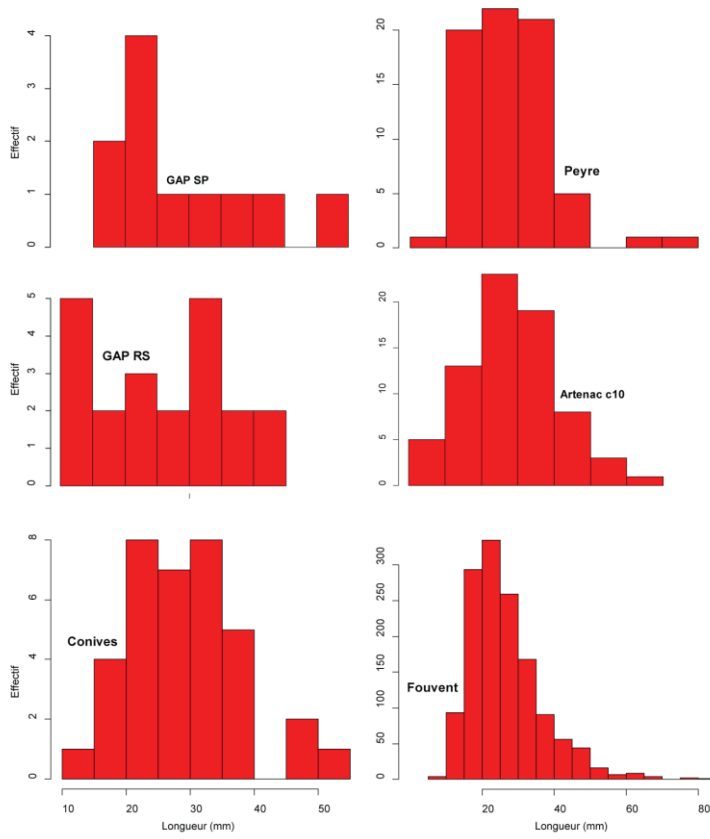 Effectif
4
3
2
1
0
GAP SP
20
15
10
5
0
Peyre
Effectif
5
4
3
2
1
0
GAP RS
20
15
10
5
0
Artenac c10
Effectif
8
6
4
2
0
Conives
10 20 30 40 50
Longueur (mm)
300
250
200
150
100
50
0
Fouvent
20 40 60 80
Longueur (mm)